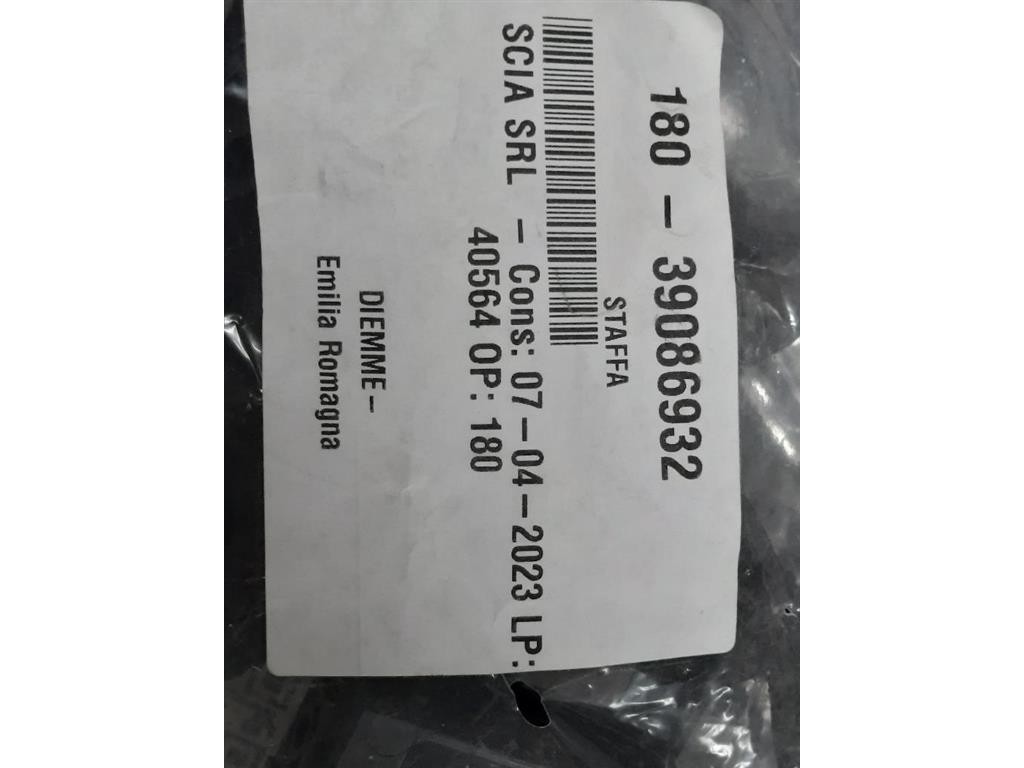 180 – 39086932
STAFFA
SCIA SRL – Cons: 07–04–2023 LP:
40564 OP: 180
DIEMME–
Emilia Romagna